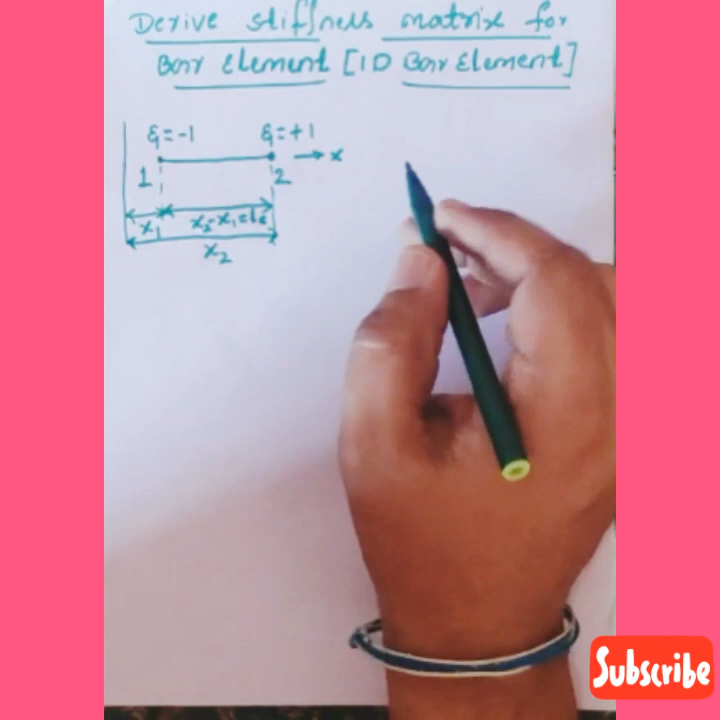 Derive stiffness matrix for
Bar Element [1D Bar Element]
ξ=-1 ξ=+1
1 2 → x
x₁ x₂-x₁=le
x₂
Subscribe